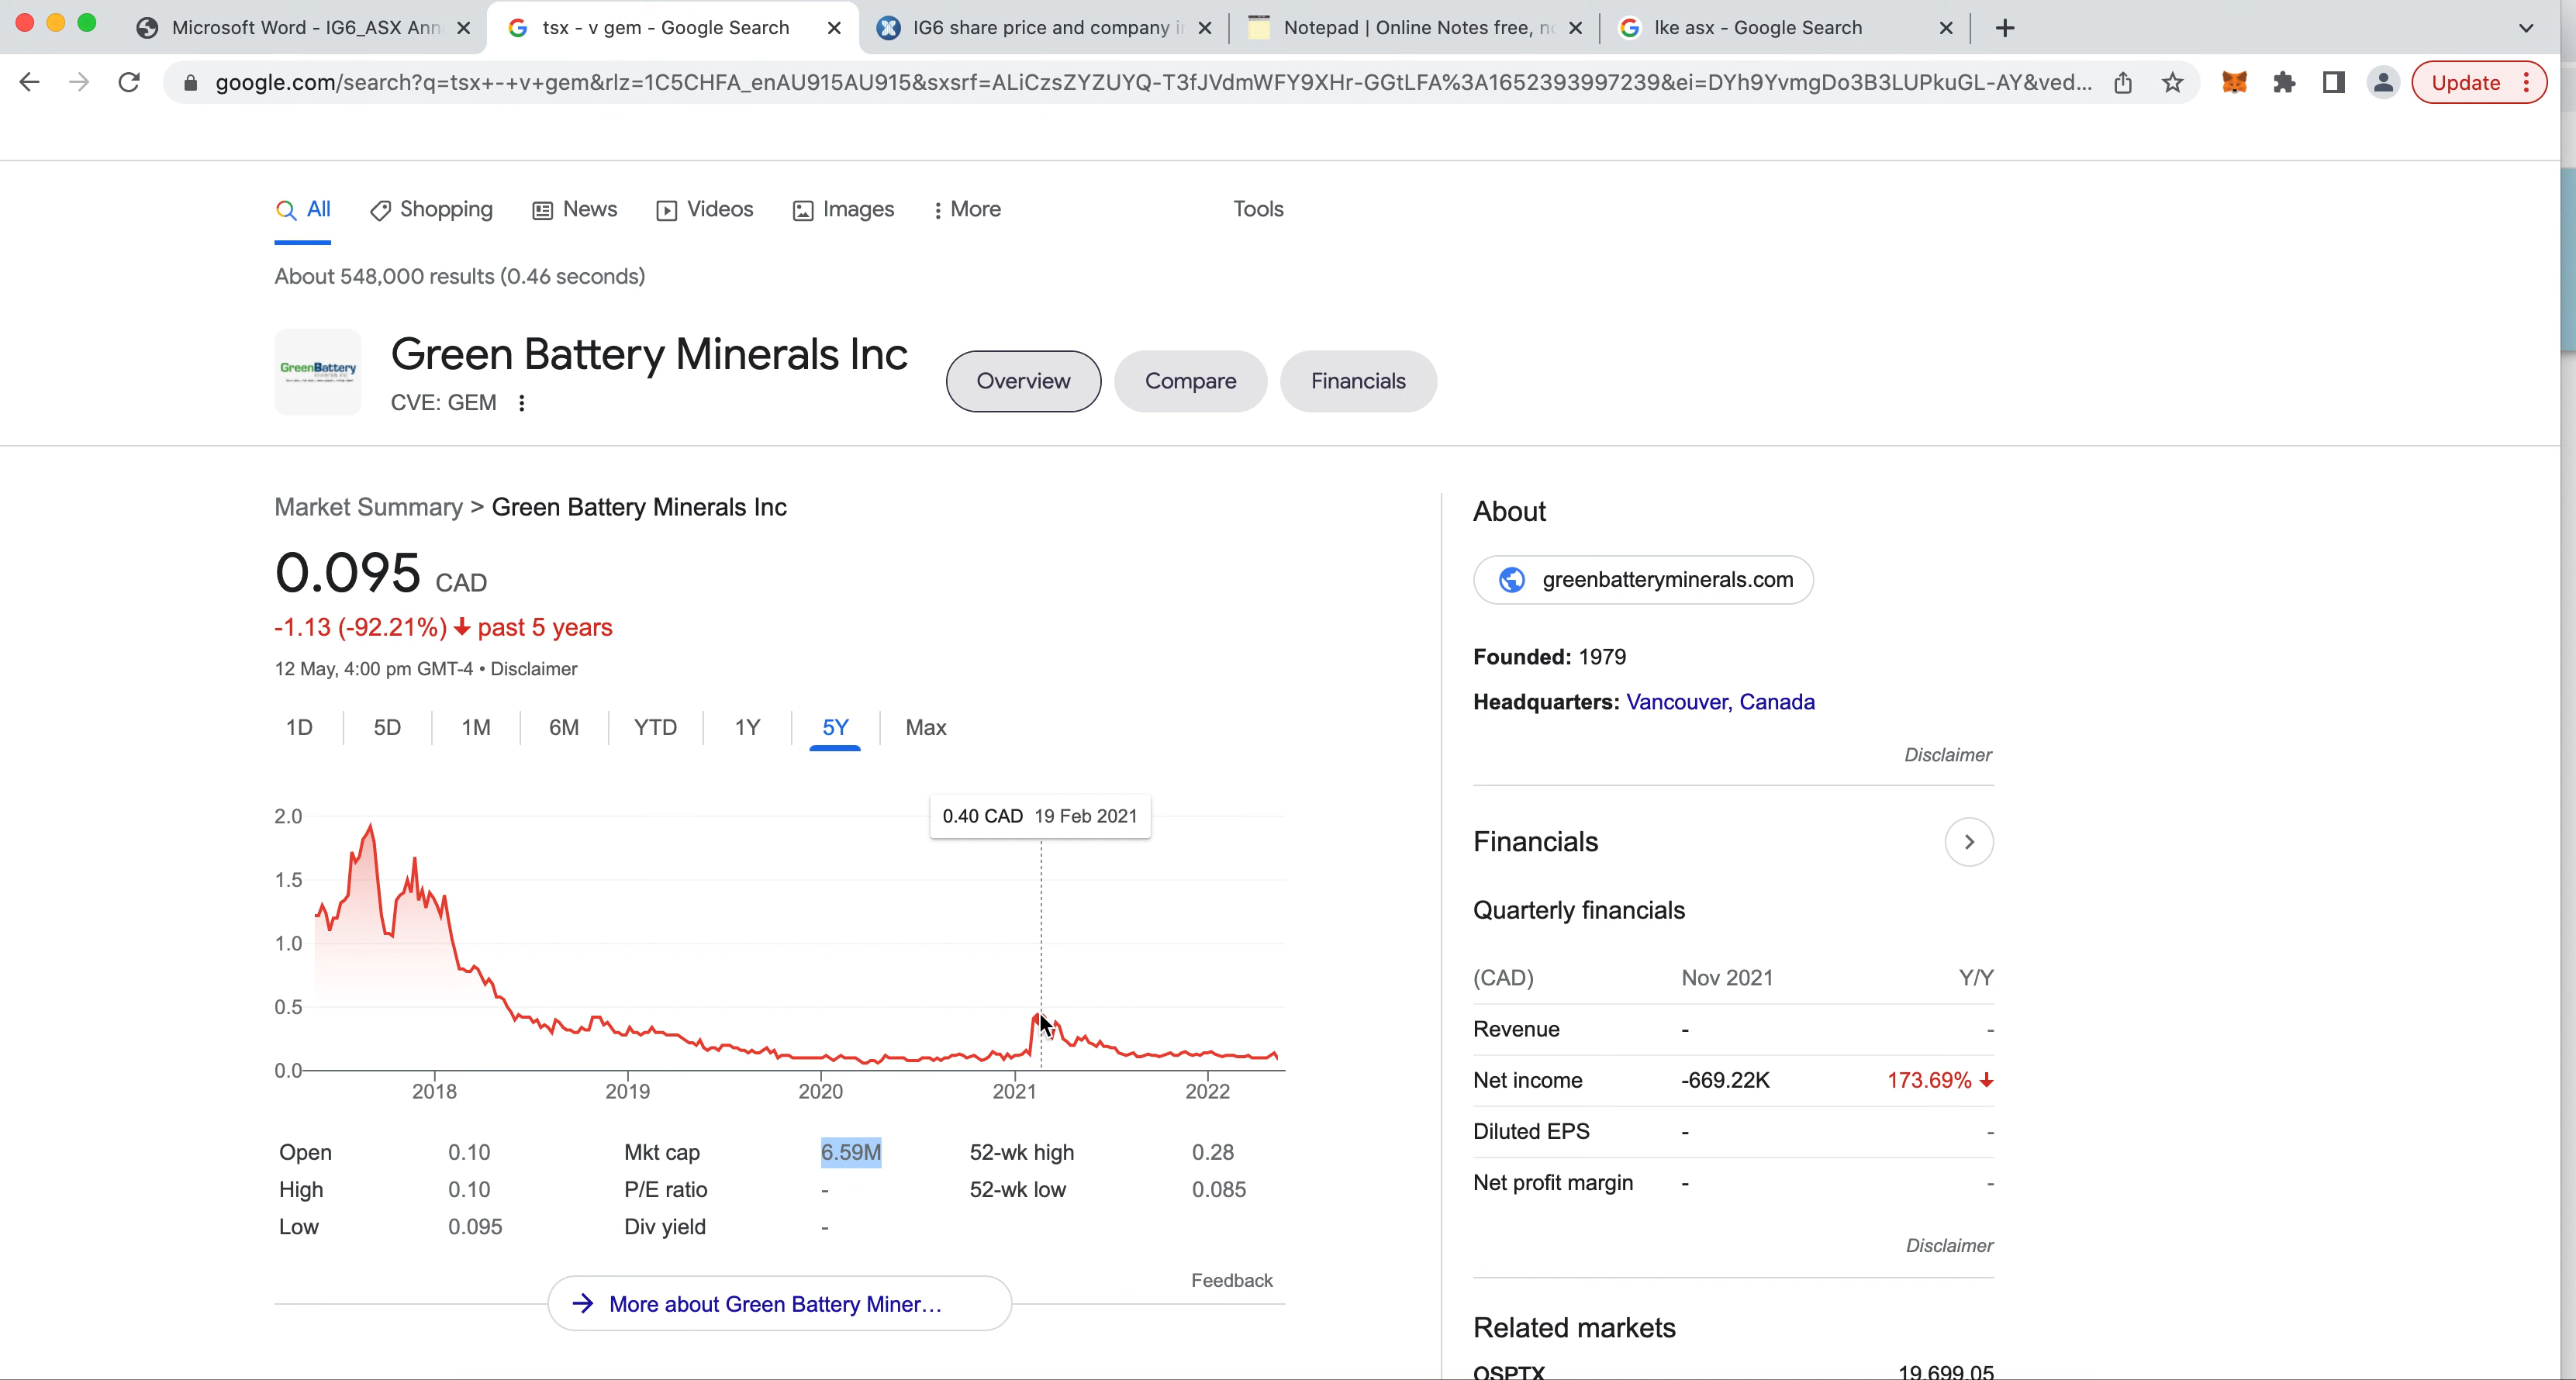 Microsoft Word - IG6_ASX Ann
tsx - v gem - Google Search
IG6 share price and company i
Notepad | Online Notes free, n
lke asx - Google Search
google.com/search?q=tsx+-+v+gem&rlz=1C5CHFA_enAU915AU915&sxsrf=ALiCzsZYZUYQ-T3fJVdmWFY9XHr-GGtLFA%3A1652393997239&ei=DYh9YvmgDo3B3LUPkuGL-AY&ved...
Update
All
Shopping
News
Videos
Images
More
Tools
About 548,000 results (0.46 seconds)
GreenBattery
Green Battery Minerals Inc
CVE: GEM
Overview
Compare
Financials
Market Summary > Green Battery Minerals Inc
0.095 CAD
-1.13 (-92.21%) past 5 years
12 May, 4:00 pm GMT-4 • Disclaimer
1D 5D 1M 6M YTD 1Y 5Y Max
0.40 CAD 19 Feb 2021
2.0
1.5
1.0
0.5
0.0
2018 2019 2020 2021 2022
Open 0.10 Mkt cap 6.59M 52-wk high 0.28
High 0.10 P/E ratio - 52-wk low 0.085
Low 0.095 Div yield -
Feedback
More about Green Battery Miner...
About
greenbatteryminerals.com
Founded: 1979
Headquarters: Vancouver, Canada
Disclaimer
Financials
Quarterly financials
(CAD) Nov 2021 Y/Y
Revenue - -
Net income -669.22K 173.69%
Diluted EPS - -
Net profit margin - -
Disclaimer
Related markets
OSPTX 19,699.05